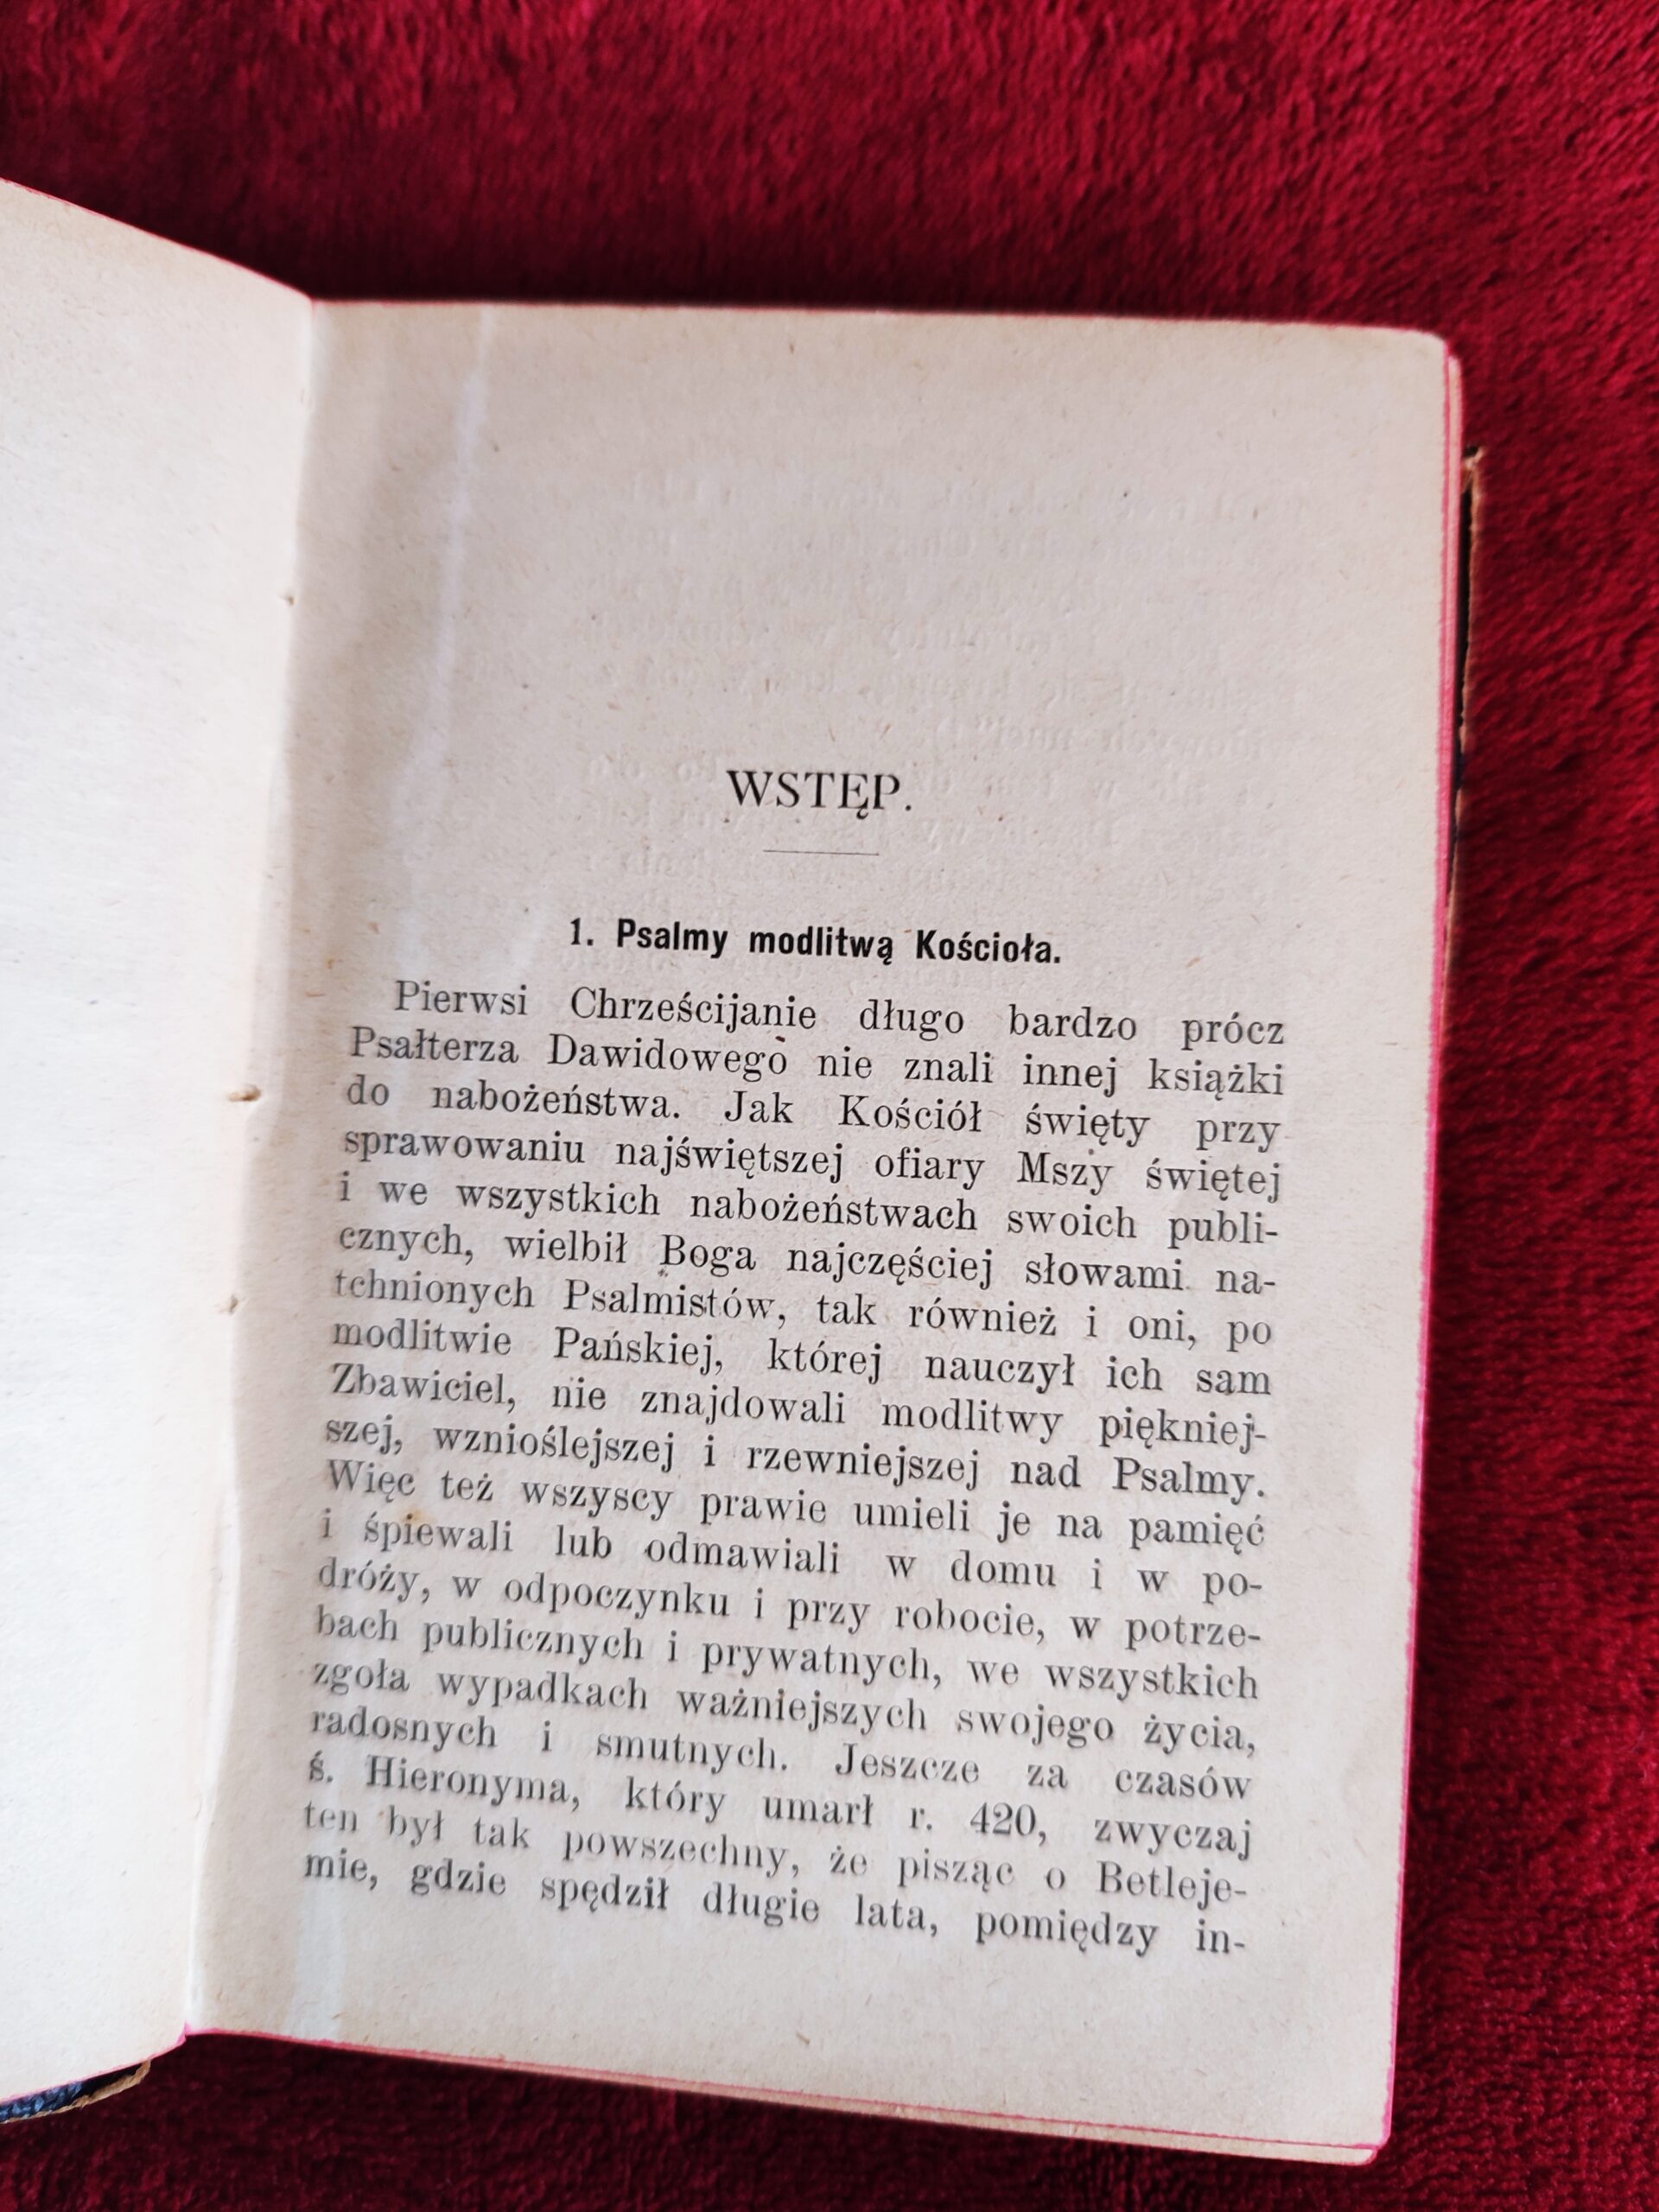 WSTĘP.
1. Psalmy modlitwą Kościoła.
Pierwsi Chrześcijanie długo bardzo prócz
Psałterza Dawidowego nie znali innej książki
do nabożeństwa. Jak Kościół święty przy
sprawowaniu najświętszej ofiary Mszy świętej
i we wszystkich nabożeństwach swoich publi-
cznych, wielbił Boga najczęściej słowami na-
tchnionych Psalmistów, tak również i oni, po
modlitwie Pańskiej, której nauczył ich sam
Zbawiciel, nie znajdowali modlitwy piękniej-
szej, wznioślejszej i rzewniejszej nad Psalmy.
Więc też wszyscy prawie umieli je na pamięć
i śpiewali lub odmawiali w domu i w po-
dróży, w odpoczynku i przy robocie, w potrze-
bach publicznych i prywatnych, we wszystkich
zgoła wypadkach ważniejszych swojego życia,
radosnych i smutnych. Jeszcze za czasów
ś. Hieronyma, który umarł r. 420, zwyczaj
ten był tak powszechny, że pisząc o Betleje-
mie, gdzie spędził długie lata, pomiędzy in-